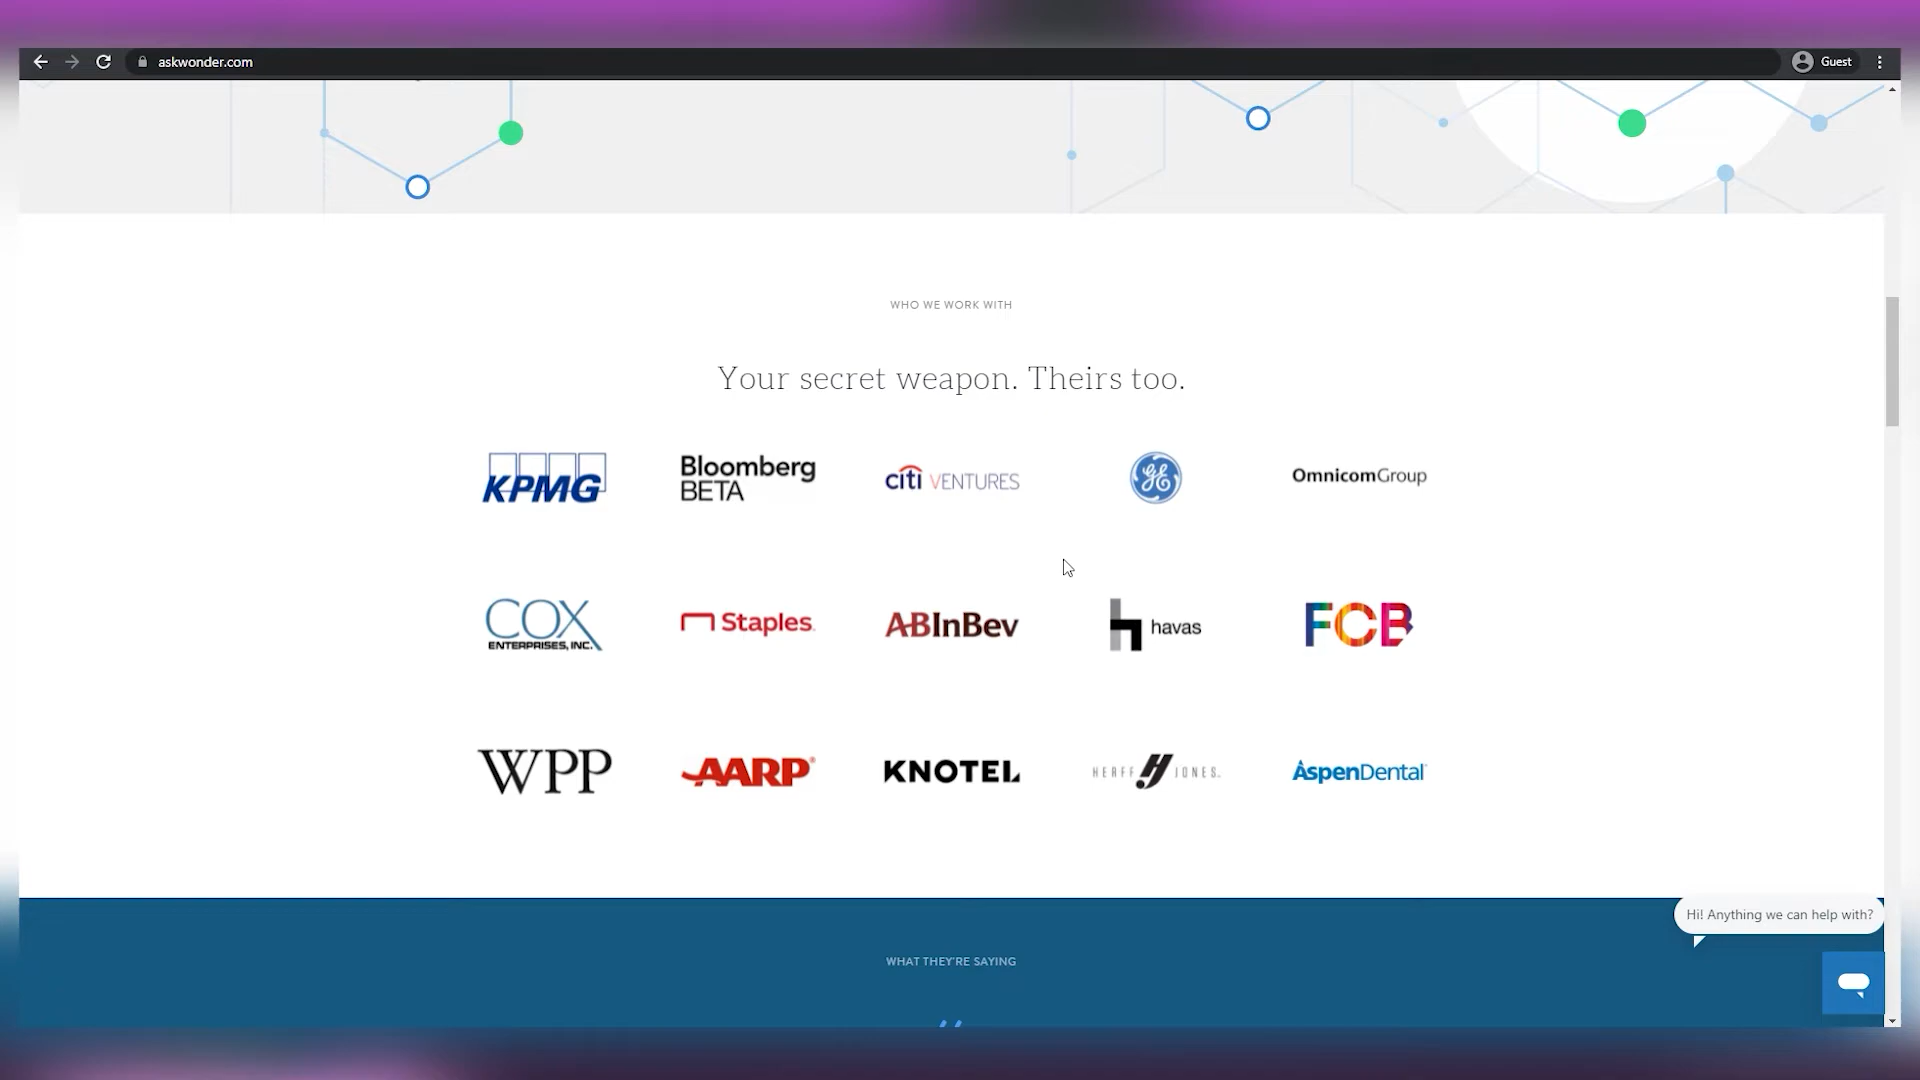 askwonder.com
Guest
WHO WE WORK WITH
Your secret weapon. Theirs too.
KPMG
Bloomberg
BETA
citi VENTURES
GE
OmnicomGroup
COX
ENTERPRISES, INC.
Staples
ABInBev
havas
FCB
WPP
AARP
KNOTEL
HERFF JONES
AspenDental
Hi! Anything we can help with?
WHAT THEY'RE SAYING